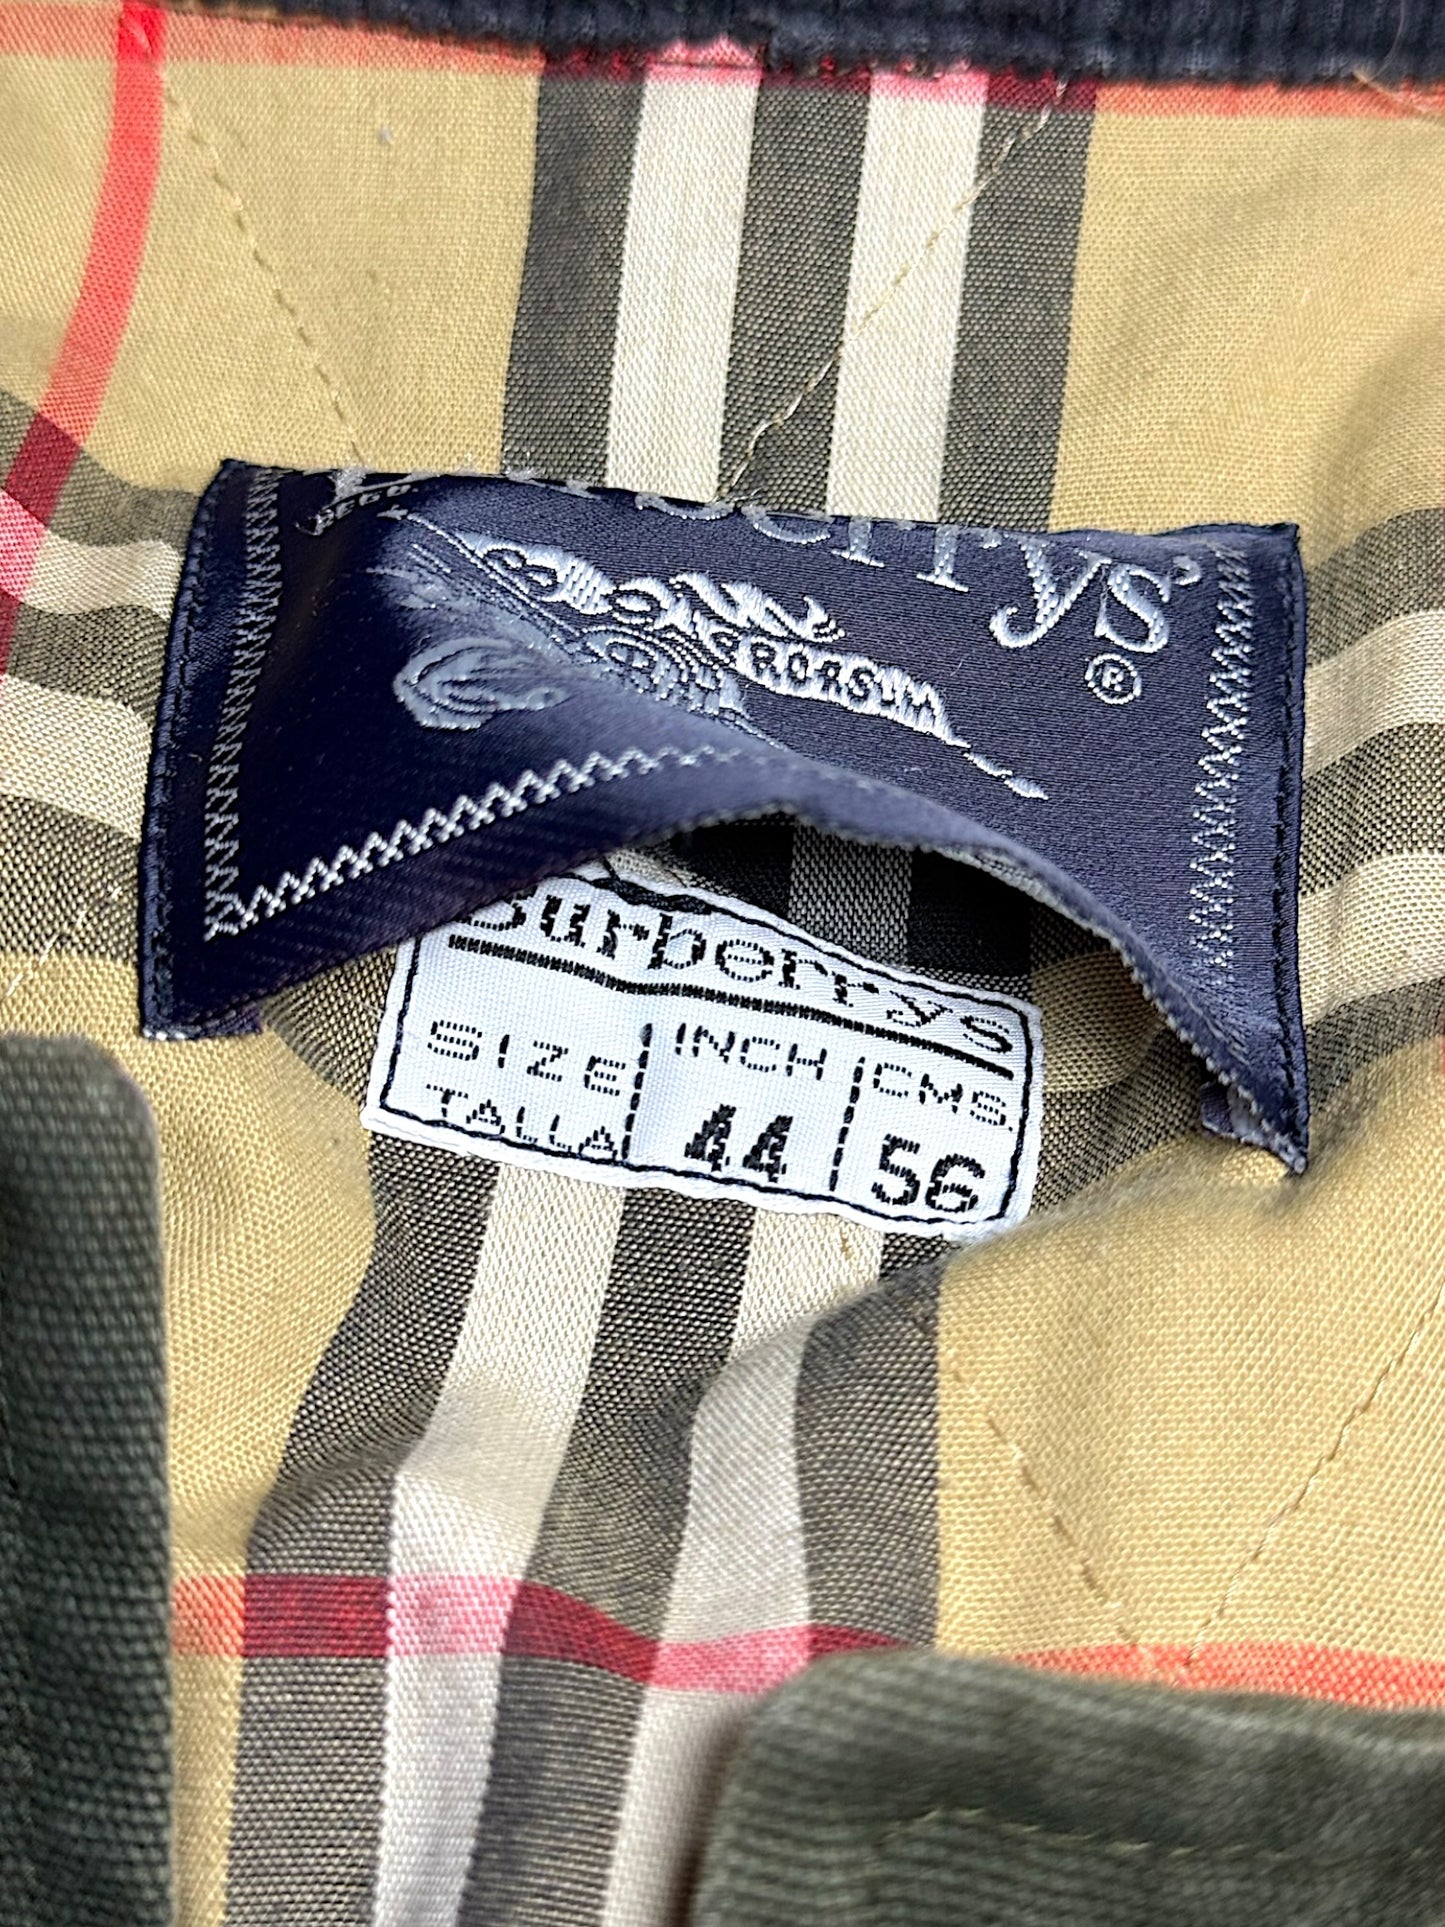 Burberrys
REGD.
PRORSUM
®
Burberrys
SIZE INCH CMS.
TALLA 44 56